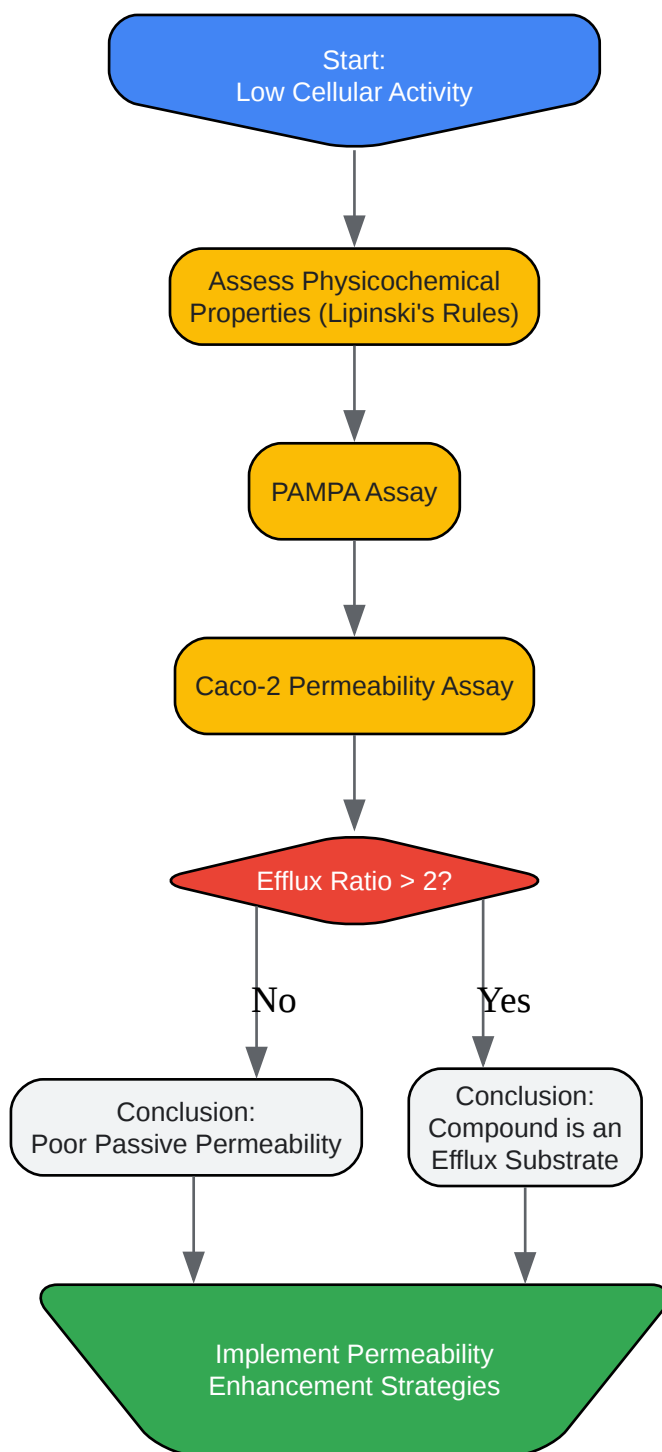 Start:
Low Cellular Activity
Assess Physicochemical
Properties (Lipinski's Rules)
PAMPA Assay
Caco-2 Permeability Assay
Efflux Ratio > 2?
No
Yes
Conclusion:
Poor Passive Permeability
Conclusion:
Compound is an
Efflux Substrate
Implement Permeability
Enhancement Strategies